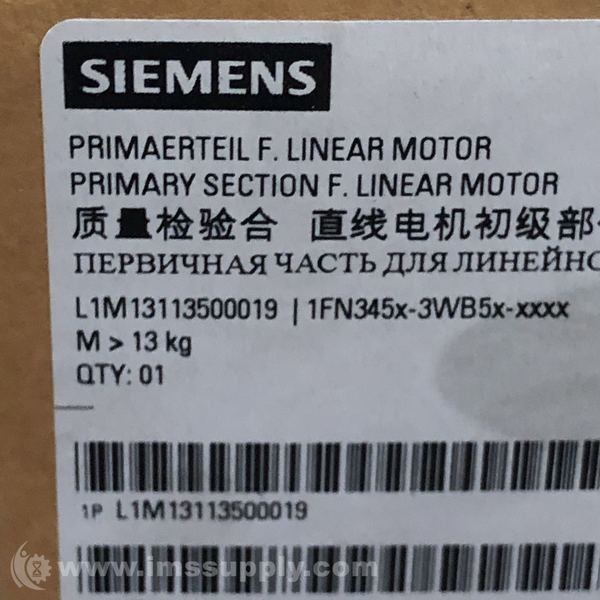 SIEMENS
PRIMAERTEIL F. LINEAR MOTOR
PRIMARY SECTION F. LINEAR MOTOR
质量检验合 直线电机初级部
ПЕРВИЧНАЯ ЧАСТЬ ДЛЯ ЛИНЕЙНО
L1M13113500019 | 1FN345x-3WB5x-xxxx
M > 13 kg
QTY: 01
1P L1M13113500019
www.imssupply.com